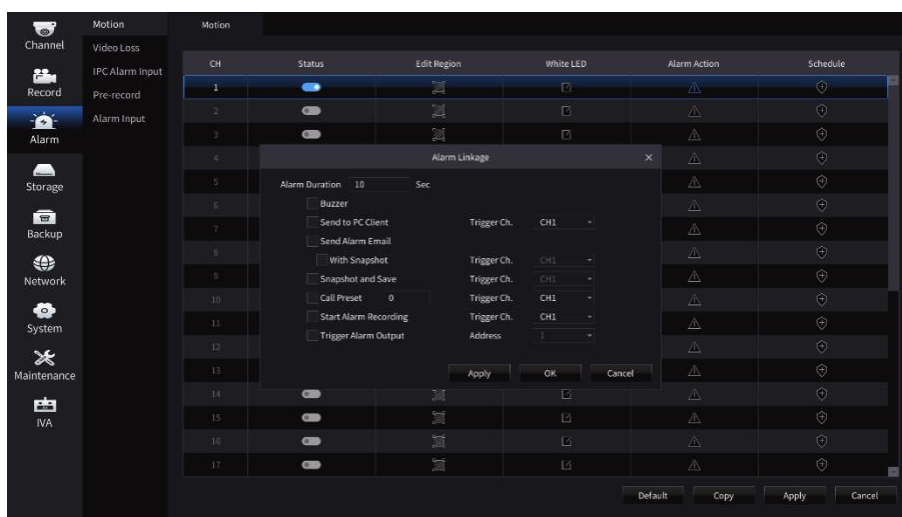 Channel
Record
Alarm
Storage
Backup
Network
System
Maintenance
IVA
Motion
Video Loss
IPC Alarm Input
Pre-record
Alarm Input
Motion
CH Status Edit Region White LED Alarm Action Schedule
1
2
3
4
5
6
7
8
9
10
11
12
13
14
15
16
17
Alarm Linkage
Alarm Duration 10 Sec
Buzzer
Send to PC Client Trigger Ch. CH1
Send Alarm Email
With Snapshot Trigger Ch. CH1
Snapshot and Save Trigger Ch. CH1
Call Preset 0 Trigger Ch. CH1
Start Alarm Recording Trigger Ch. CH1
Trigger Alarm Output Address 1
Apply OK Cancel
Default Copy Apply Cancel